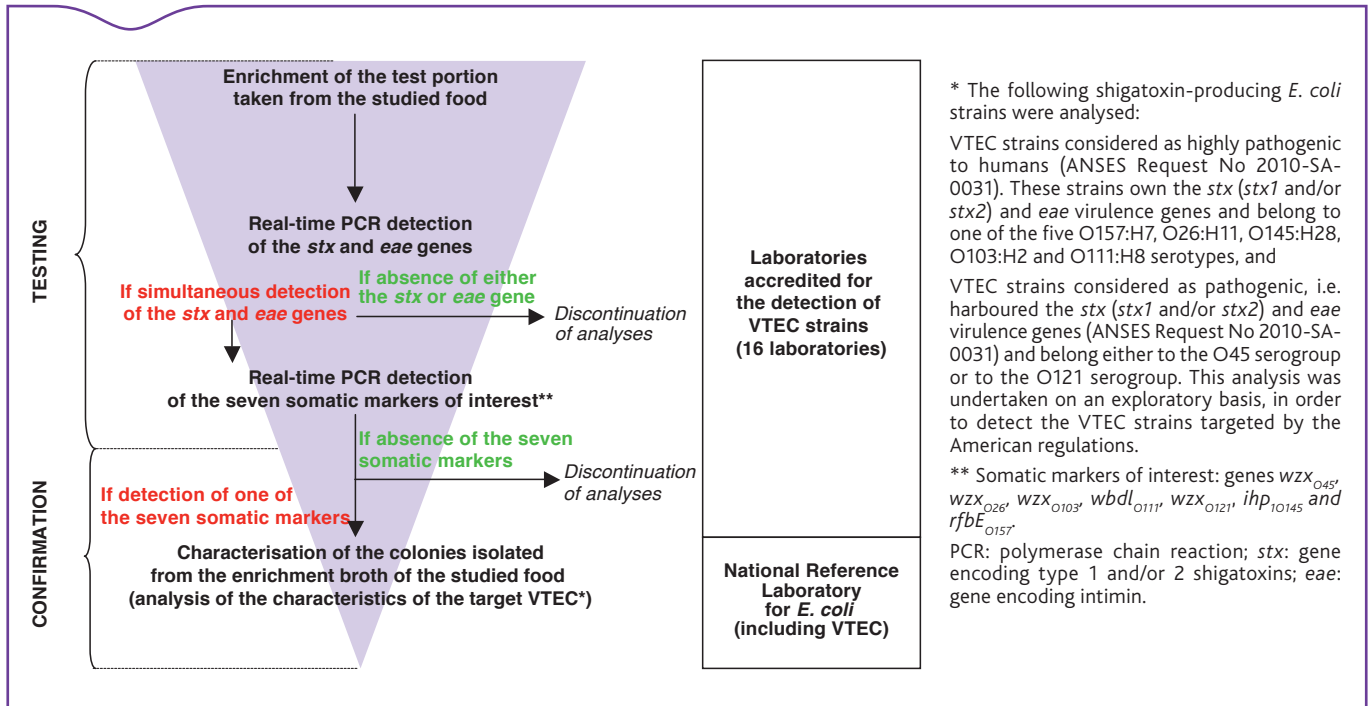 Enrichment of the test portion
taken from the studied food
Real-time PCR detection
of the stx and eae genes
If simultaneous detection
of the stx and eae genes
If absence of either
the stx or eae gene
Discontinuation
of analyses
Real-time PCR detection
of the seven somatic markers of interest**
If absence of the seven
somatic markers
Discontinuation
of analyses
If detection of one of
the seven somatic markers
Characterisation of the colonies isolated
from the enrichment broth of the studied food
(analysis of the characteristics of the target VTEC*)
TESTING
CONFIRMATION
Laboratories
accredited for
the detection of
VTEC strains
(16 laboratories)
National Reference
Laboratory
for E. coli
(including VTEC)
* The following shigatoxin-producing E. coli
strains were analysed:
VTEC strains considered as highly pathogenic
to humans (ANSES Request No 2010-SA-
0031). These strains own the stx (stx1 and/or
stx2) and eae virulence genes and belong to
one of the five O157:H7, O26:H11, O145:H28,
O103:H2 and O111:H8 serotypes, and
VTEC strains considered as pathogenic, i.e.
harboured the stx (stx1 and/or stx2) and eae
virulence genes (ANSES Request No 2010-SA-
0031) and belong either to the O45 serogroup
or to the O121 serogroup. This analysis was
undertaken on an exploratory basis, in order
to detect the VTEC strains targeted by the
American regulations.
** Somatic markers of interest: genes wzxO45,
wzxO26, wzxO103, wbdlO111, wzxO121, ihp1O145 and
rfbEO157.
PCR: polymerase chain reaction; stx: gene
encoding type 1 and/or 2 shigatoxins; eae:
gene encoding intimin.